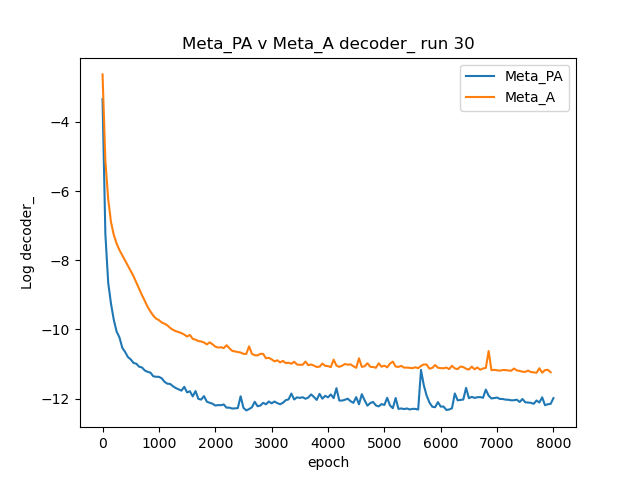 Meta_PA v Meta_A decoder_ run 30
Meta_PA
Meta_A
Log decoder_
−4
−6
−8
−10
−12
0 1000 2000 3000 4000 5000 6000 7000 8000
epoch